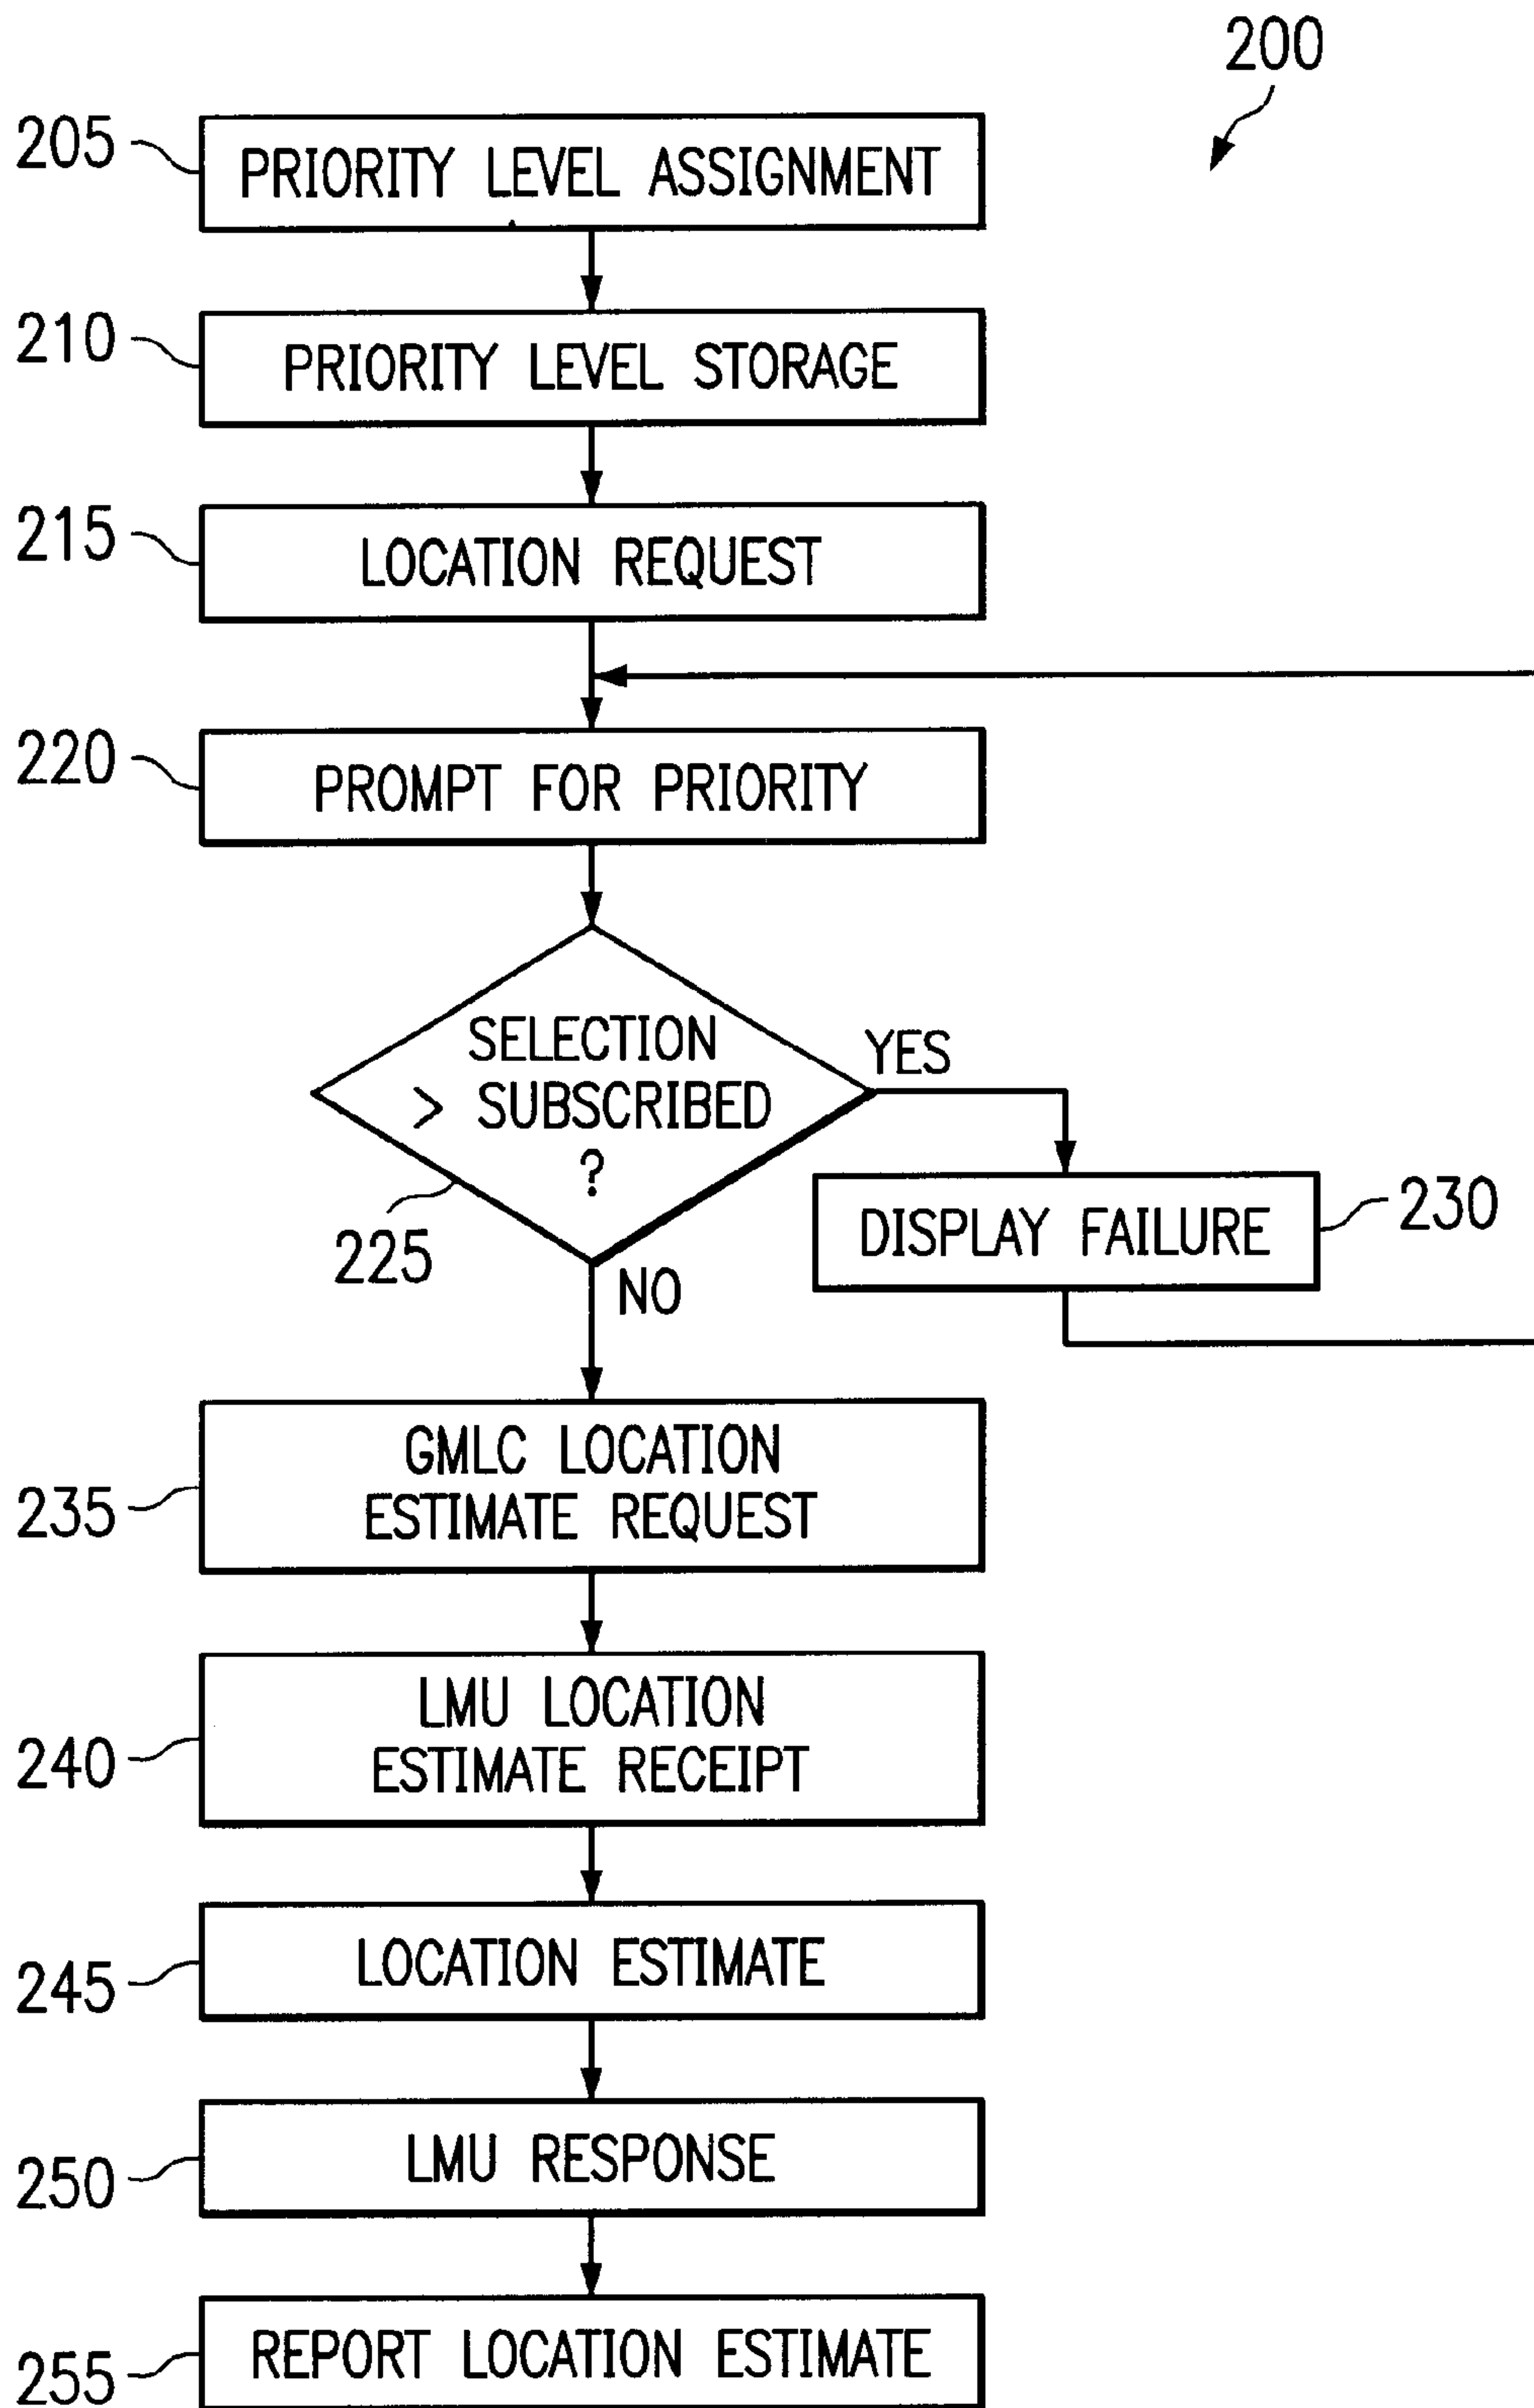 200
205
PRIORITY LEVEL ASSIGNMENT
210
PRIORITY LEVEL STORAGE
215
LOCATION REQUEST
220
PROMPT FOR PRIORITY
SELECTION
> SUBSCRIBED
?
YES
225
NO
DISPLAY FAILURE
230
235
GMLC LOCATION
ESTIMATE REQUEST
240
LMU LOCATION
ESTIMATE RECEIPT
245
LOCATION ESTIMATE
250
LMU RESPONSE
255
REPORT LOCATION ESTIMATE